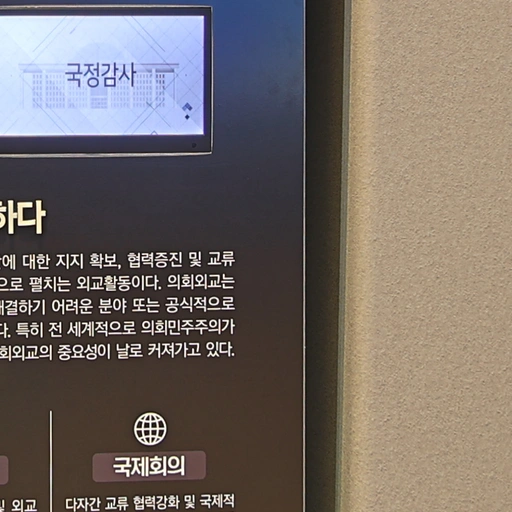 국정감사
하다
에 대한 지지 확보, 협력증진 및 교류
으로 펼치는 외교활동이다. 의회외교는
해결하기 어려운 분야 또는 공식적으로
다. 특히 전 세계적으로 의회민주주의가
회외교의 중요성이 날로 커져가고 있다.
국제회의
및 외교
다자간 교류 협력강화 및 국제적